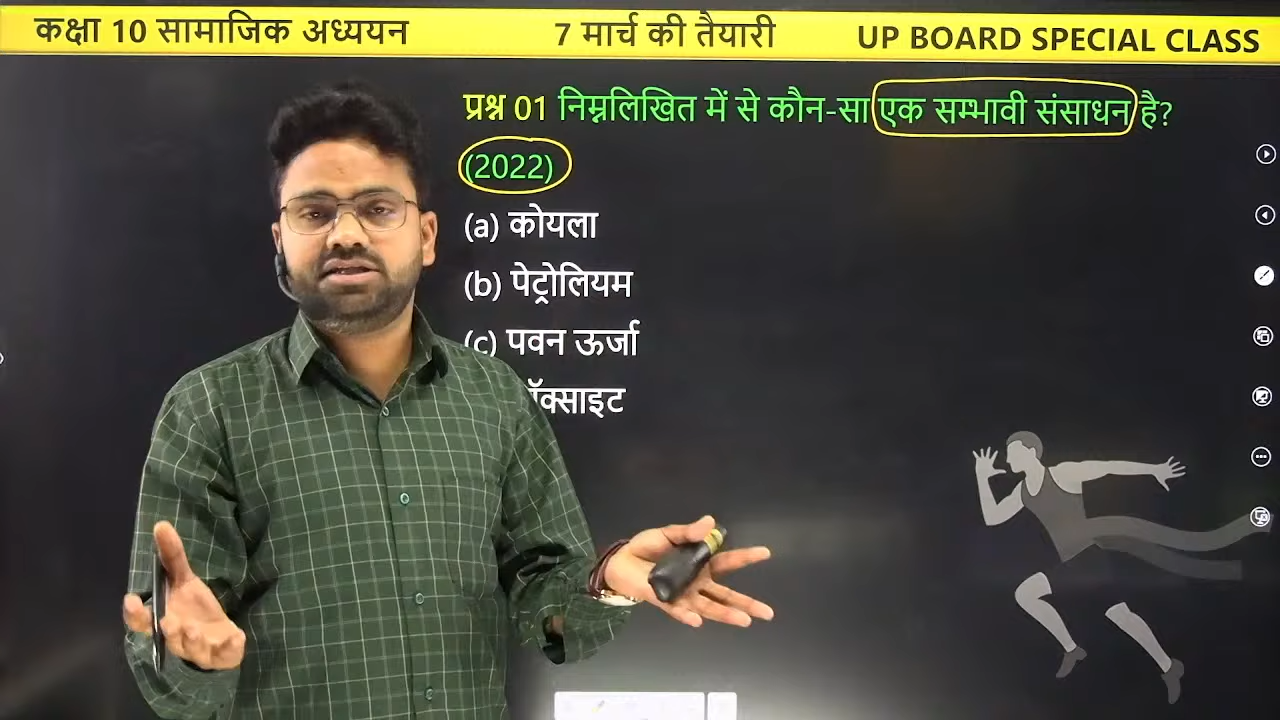 कक्षा 10 सामाजिक अध्ययन 7 मार्च की तैयारी UP BOARD SPECIAL CLASS
प्रश्न 01 निम्नलिखित में से कौन-सा एक सम्भावी संसाधन है?
(2022)
(a) कोयला
(b) पेट्रोलियम
(c) पवन ऊर्जा